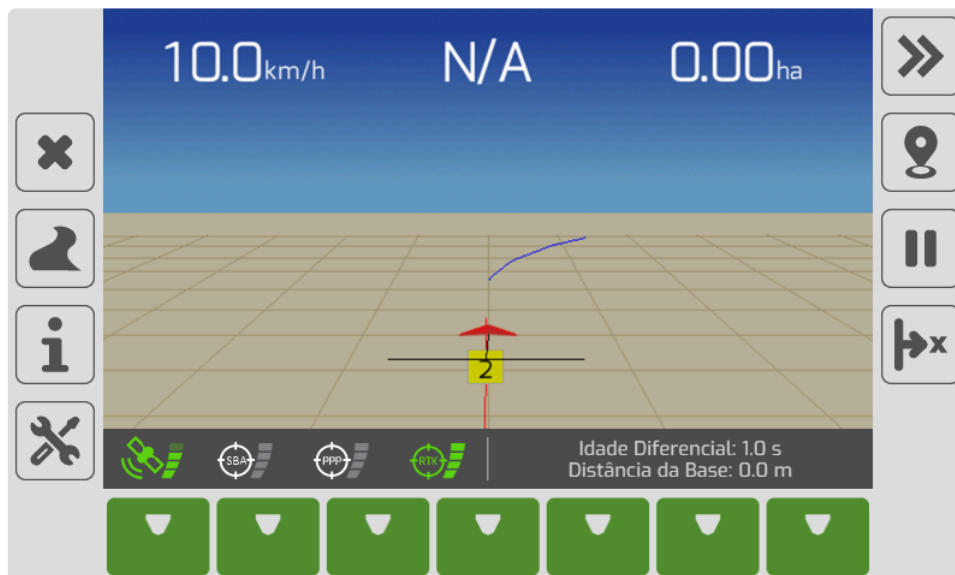 10.0km/h N/A 0.00ha
x
2
SBA PPP RTK
Idade Diferencial: 1.0 s
Distância da Base: 0.0 m